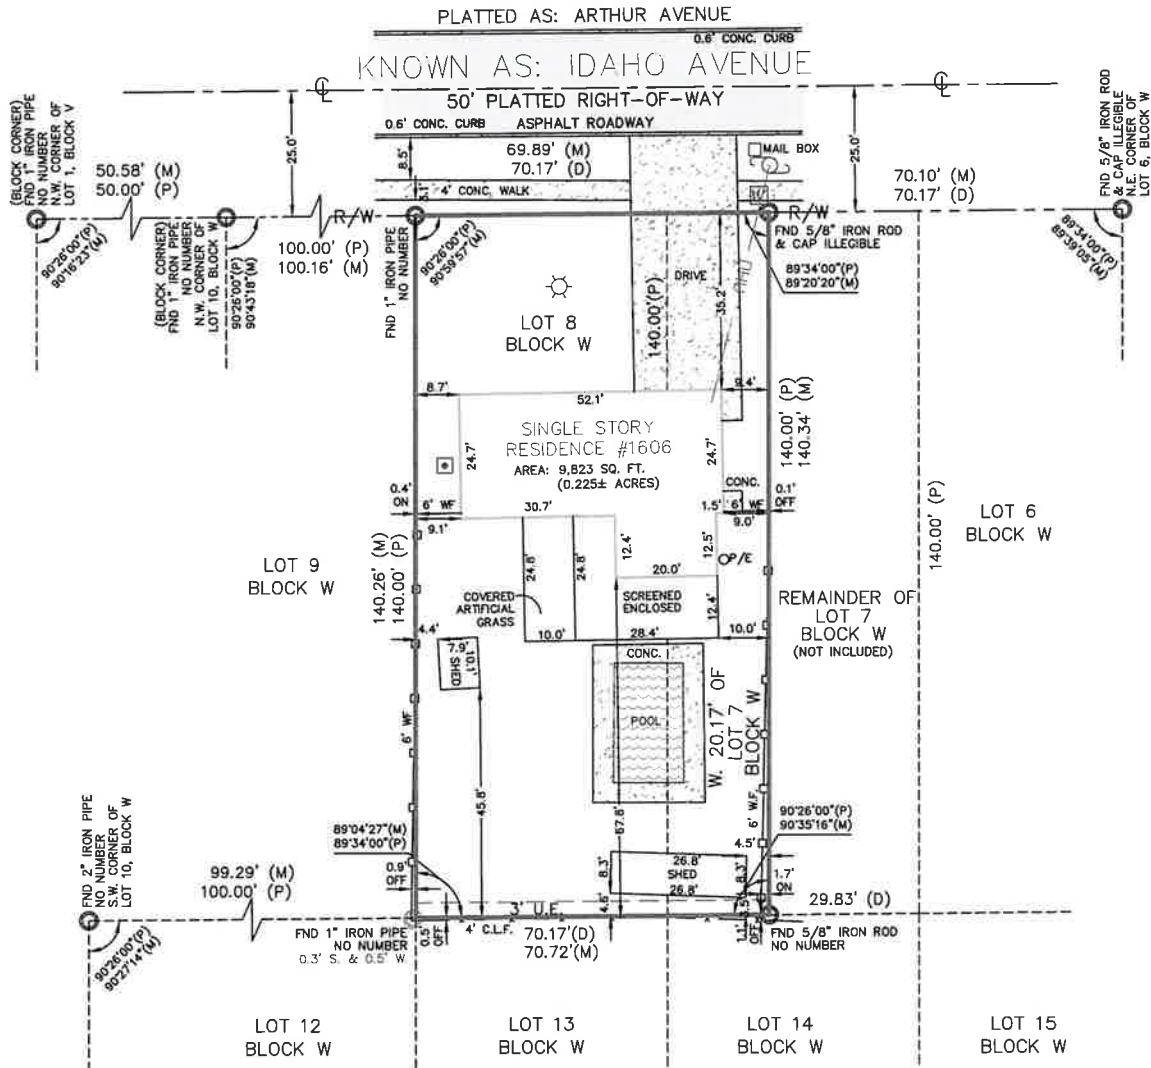 PLATTED AS: ARTHUR AVENUE
0.6' CONC. CURB
KNOWN AS: IDAHO AVENUE
℄
℄
50' PLATTED RIGHT-OF-WAY
0.6' CONC. CURB
ASPHALT ROADWAY
(BLOCK CORNER)
FND 1" IRON PIPE
NO NUMBER
N.W. CORNER OF
LOT 1, BLOCK V
50.58' (M)
50.00' (P)
25.0'
8.5'
69.89' (M)
70.17' (D)
MAIL BOX
25.0'
70.10' (M)
70.17' (D)
FND 5/8" IRON ROD
& CAP ILLEGIBLE
N.E. CORNER OF
LOT 6, BLOCK W
5.1'
4' CONC. WALK
R/W
R/W
90°26'00"(P)
90°16'23"(M)
(BLOCK CORNER)
FND 1" IRON PIPE
NO NUMBER
N.W. CORNER OF
LOT 10, BLOCK W
90°26'00"(P)
90°43'18"(M)
100.00' (P)
100.16' (M)
FND 1" IRON PIPE
NO NUMBER
90°26'00"(P)
90°59'57"(M)
FND 5/8" IRON ROD
& CAP ILLEGIBLE
89°34'00"(P)
89°20'20"(M)
89°34'00"(P)
89°39'05"(M)
DRIVE
OHU
35.2'
140.00'(P)
LOT 8
BLOCK W
8.7'
52.1'
9.4'
140.00' (P)
140.34' (M)
SINGLE STORY
RESIDENCE #1606
AREA: 9,823 SQ. FT.
(0.225± ACRES)
24.7'
24.7'
0.4'
ON
6' WF
9.1'
30.7'
CONC.
1.5'
6' WF
9.0'
0.1'
OFF
LOT 6
BLOCK W
140.00' (P)
LOT 9
BLOCK W
140.26' (M)
140.00' (P)
24.8'
24.8'
12.4'
12.5'
P/E
20.0'
COVERED
ARTIFICIAL
GRASS
SCREENED
ENCLOSED
12.4'
10.0'
28.4'
10.0'
REMAINDER OF
LOT 7
BLOCK W
(NOT INCLUDED)
4.4'
7.9'
10.1'
SHED
CONC.
POOL
W. 20.17' OF
LOT 7
BLOCK W
6' WF
45.8'
67.8'
6' W.F.
90°26'00"(P)
90°35'16"(M)
FND 2" IRON PIPE
NO NUMBER
S.W. CORNER OF
LOT 10, BLOCK W
89°04'27"(M)
89°34'00"(P)
4.5'
99.29' (M)
100.00' (P)
0.9'
OFF
8.3'
26.8'
SHED
26.8'
8.3'
1.7'
ON
29.83' (D)
4.6'
3' U.E.
90°26'00"(P)
90°27'14"(M)
FND 1" IRON PIPE
NO NUMBER
0.3' S. & 0.5' W
0.5'
OFF
4' C.L.F.
70.17'(D)
70.72'(M)
1.1'
OFF
FND 5/8" IRON ROD
NO NUMBER
LOT 12
BLOCK W
LOT 13
BLOCK W
LOT 14
BLOCK W
LOT 15
BLOCK W